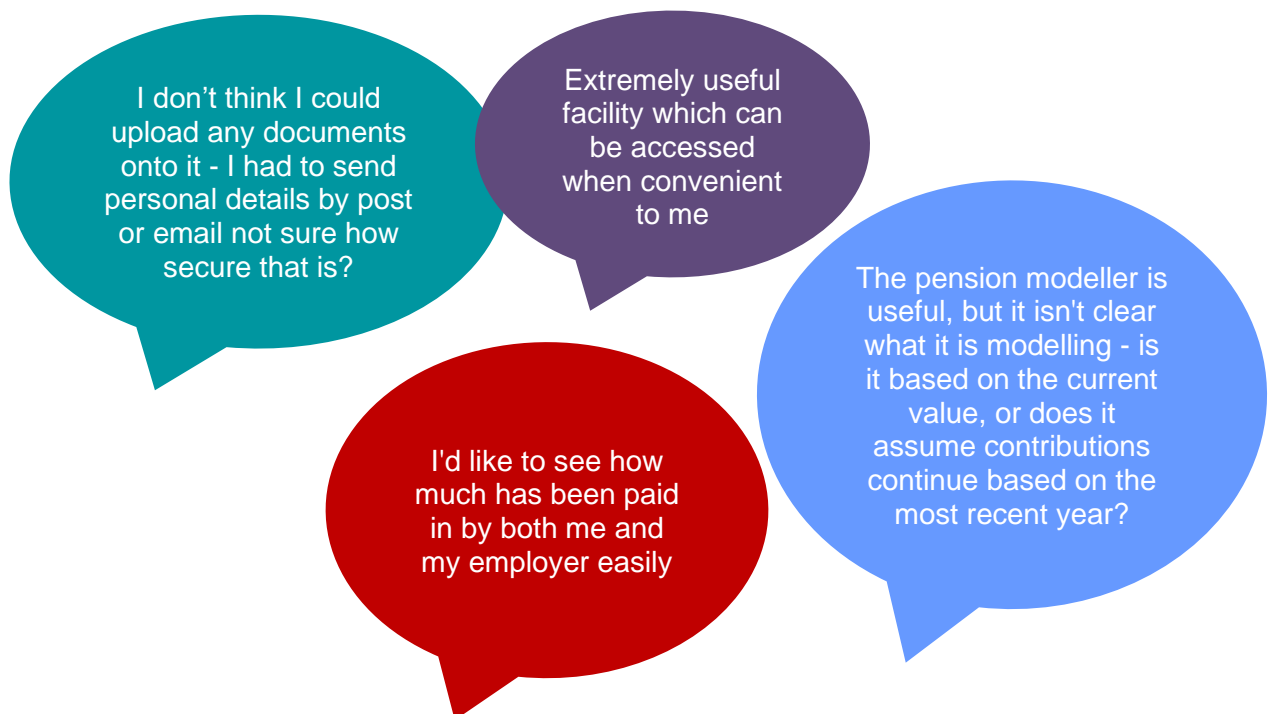 I don’t think I could
upload any documents
onto it - I had to send
personal details by post
or email not sure how
secure that is?
Extremely useful
facility which can
be accessed
when convenient
to me
The pension modeller is
useful, but it isn't clear
what it is modelling - is
it based on the current
value, or does it
assume contributions
continue based on the
most recent year?
I'd like to see how
much has been paid
in by both me and
my employer easily